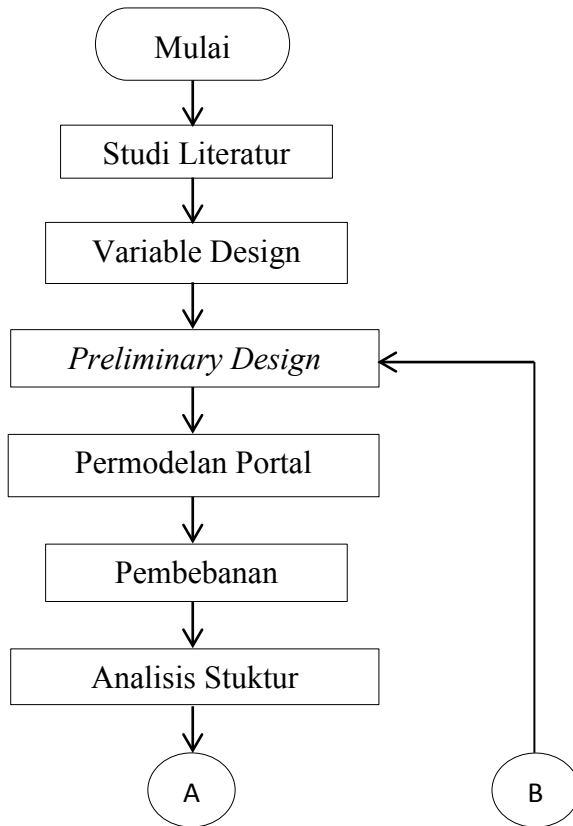 Mulai
Studi Literatur
Variable Design
Preliminary Design
Permodelan Portal
Pembebanan
Analisis Stuktur
A
B